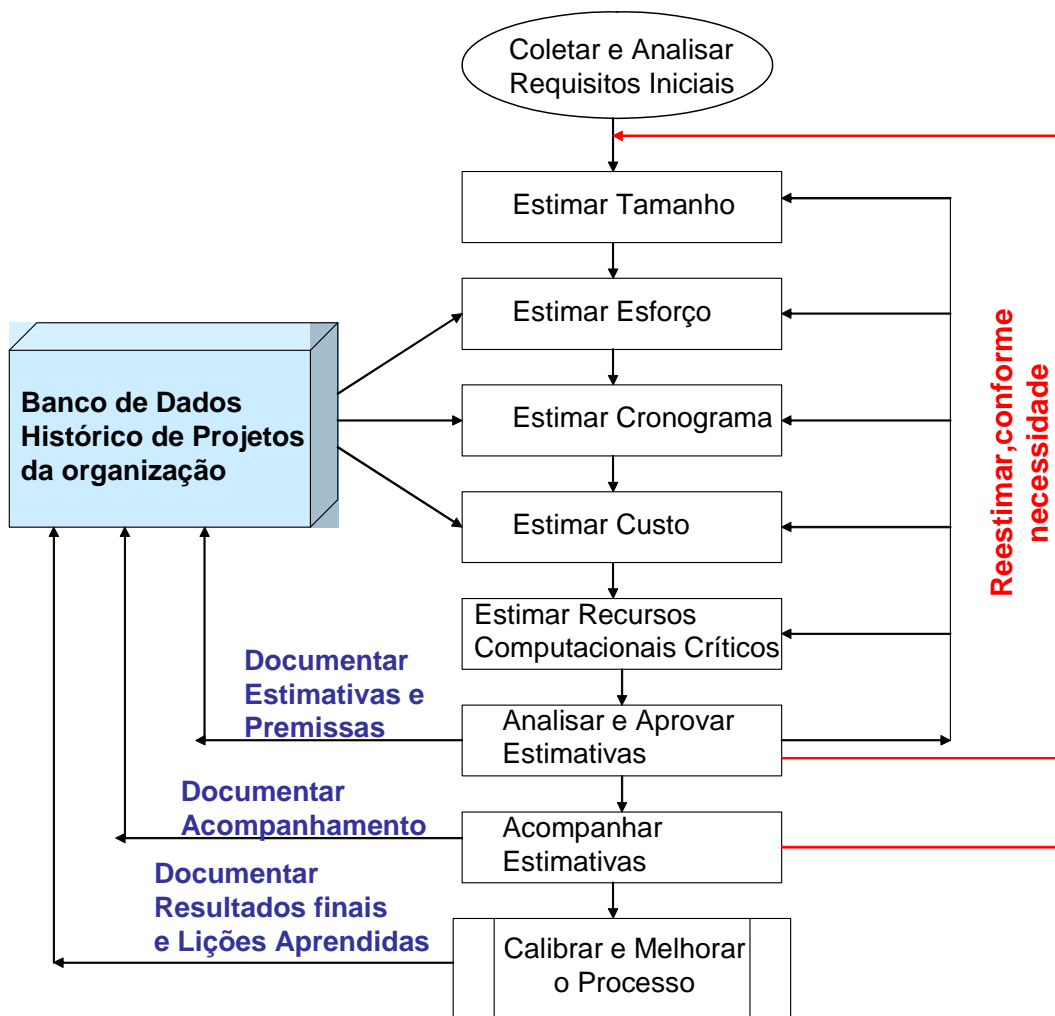 Coletar e Analisar
Requisitos Iniciais
Estimar Tamanho
Estimar Esforço
Banco de Dados
Histórico de Projetos
da organização
Estimar Cronograma
Estimar Custo
Reestimar,conforme
necessidade
Estimar Recursos
Computacionais Críticos
Documentar
Estimativas e
Premissas
Analisar e Aprovar
Estimativas
Documentar
Acompanhamento
Acompanhar
Estimativas
Documentar
Resultados finais
e Lições Aprendidas
Calibrar e Melhorar
o Processo